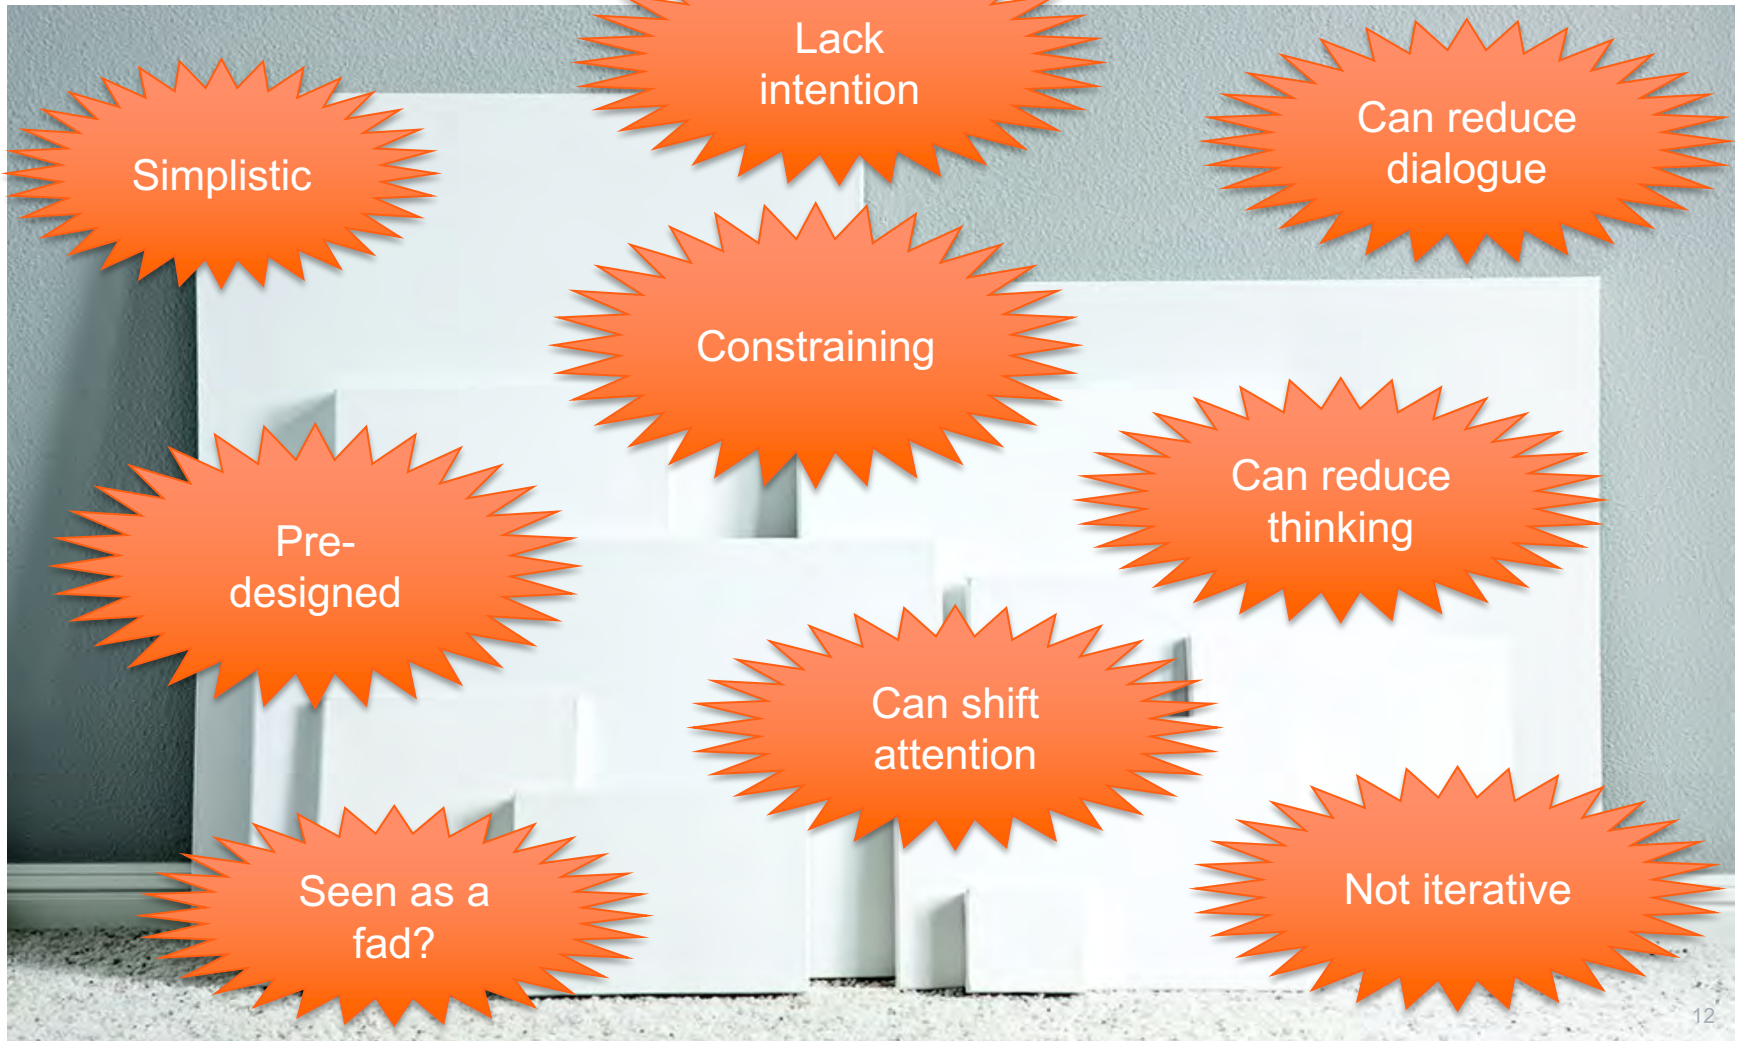 Lack
intention
Can reduce
dialogue
Simplistic
Constraining
Can reduce
thinking
Pre-
designed
Can shift
attention
Seen as a
fad?
Not iterative
12